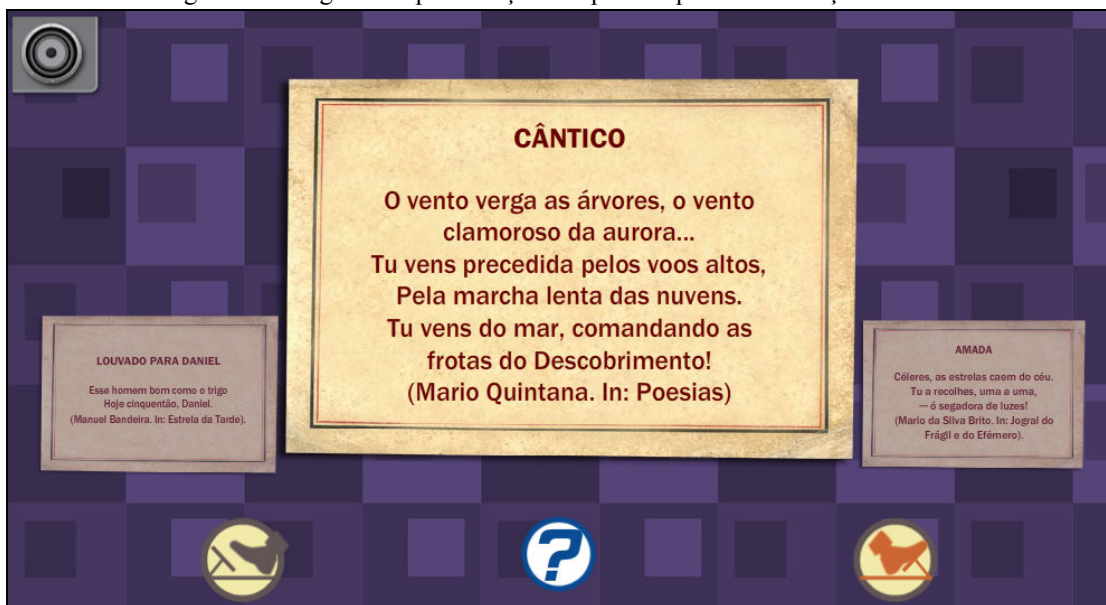 CÂNTICO
O vento verga as árvores, o vento
clamoroso da aurora...
Tu vens precedida pelos voos altos,
Pela marcha lenta das nuvens.
Tu vens do mar, comandando as
frotas do Descobrimento!
(Mario Quintana. In: Poesias)
LOUVADO PARA DANIEL
Esse homem bom como o trigo
Hoje cinquentão, Daniel.
(Manuel Bandeira. In: Estrela da Tarde).
AMADA
Céleres, as estrelas caem do céu.
Tu a recolhes, uma a uma,
— ó segadora de luzes!
(Mario da Silva Brito. In: Jogral do
Frágil e do Efêmero).
?